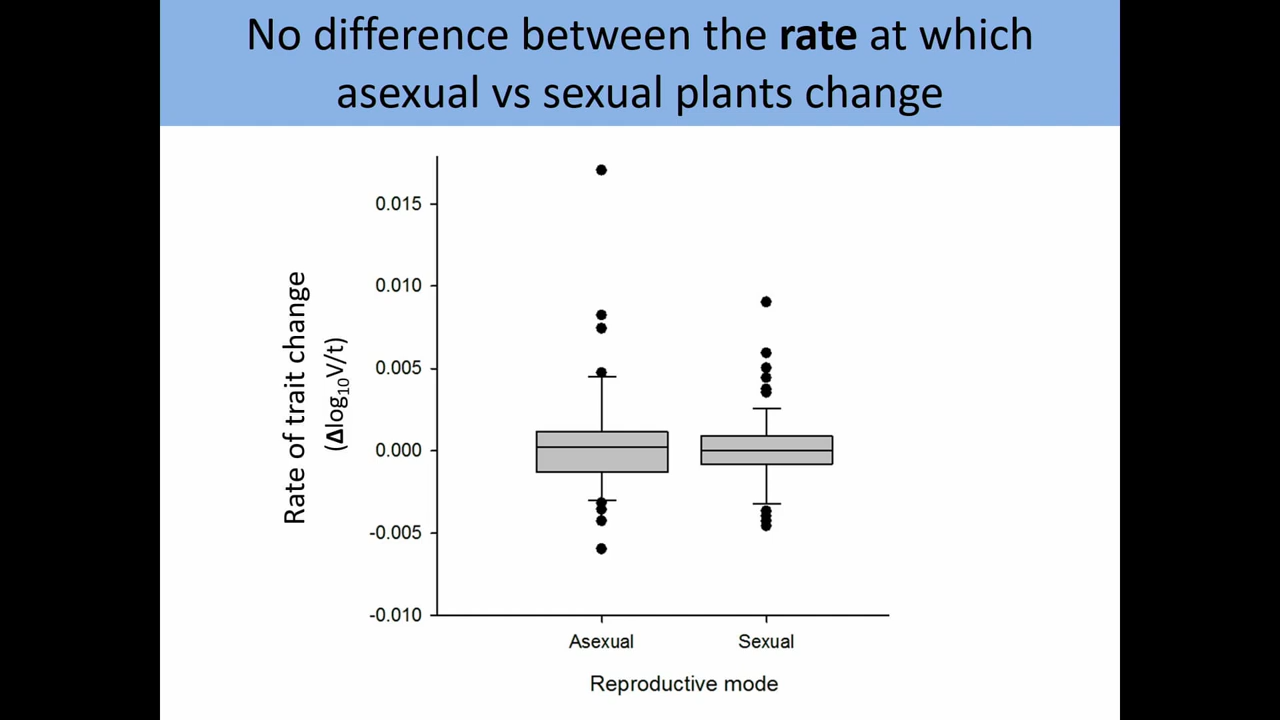 No difference between the rate at which
asexual vs sexual plants change
Rate of trait change
(Δlog10V/t)
0.015
0.010
0.005
0.000
-0.005
-0.010
Asexual
Sexual
Reproductive mode